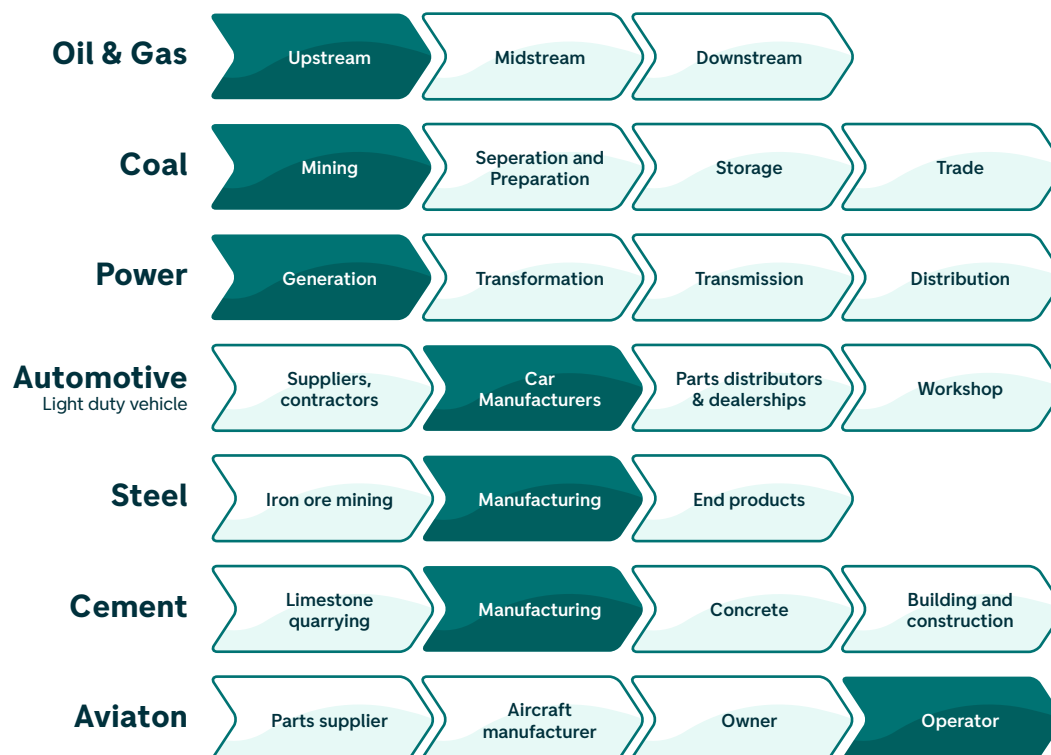 Oil & Gas
Upstream
Midstream
Downstream
Coal
Mining
Seperation and
Preparation
Storage
Trade
Power
Generation
Transformation
Transmission
Distribution
Automotive
Light duty vehicle
Suppliers,
contractors
Car
Manufacturers
Parts distributors
& dealerships
Workshop
Steel
Iron ore mining
Manufacturing
End products
Cement
Limestone
quarrying
Manufacturing
Concrete
Building and
construction
Aviaton
Parts supplier
Aircraft
manufacturer
Owner
Operator